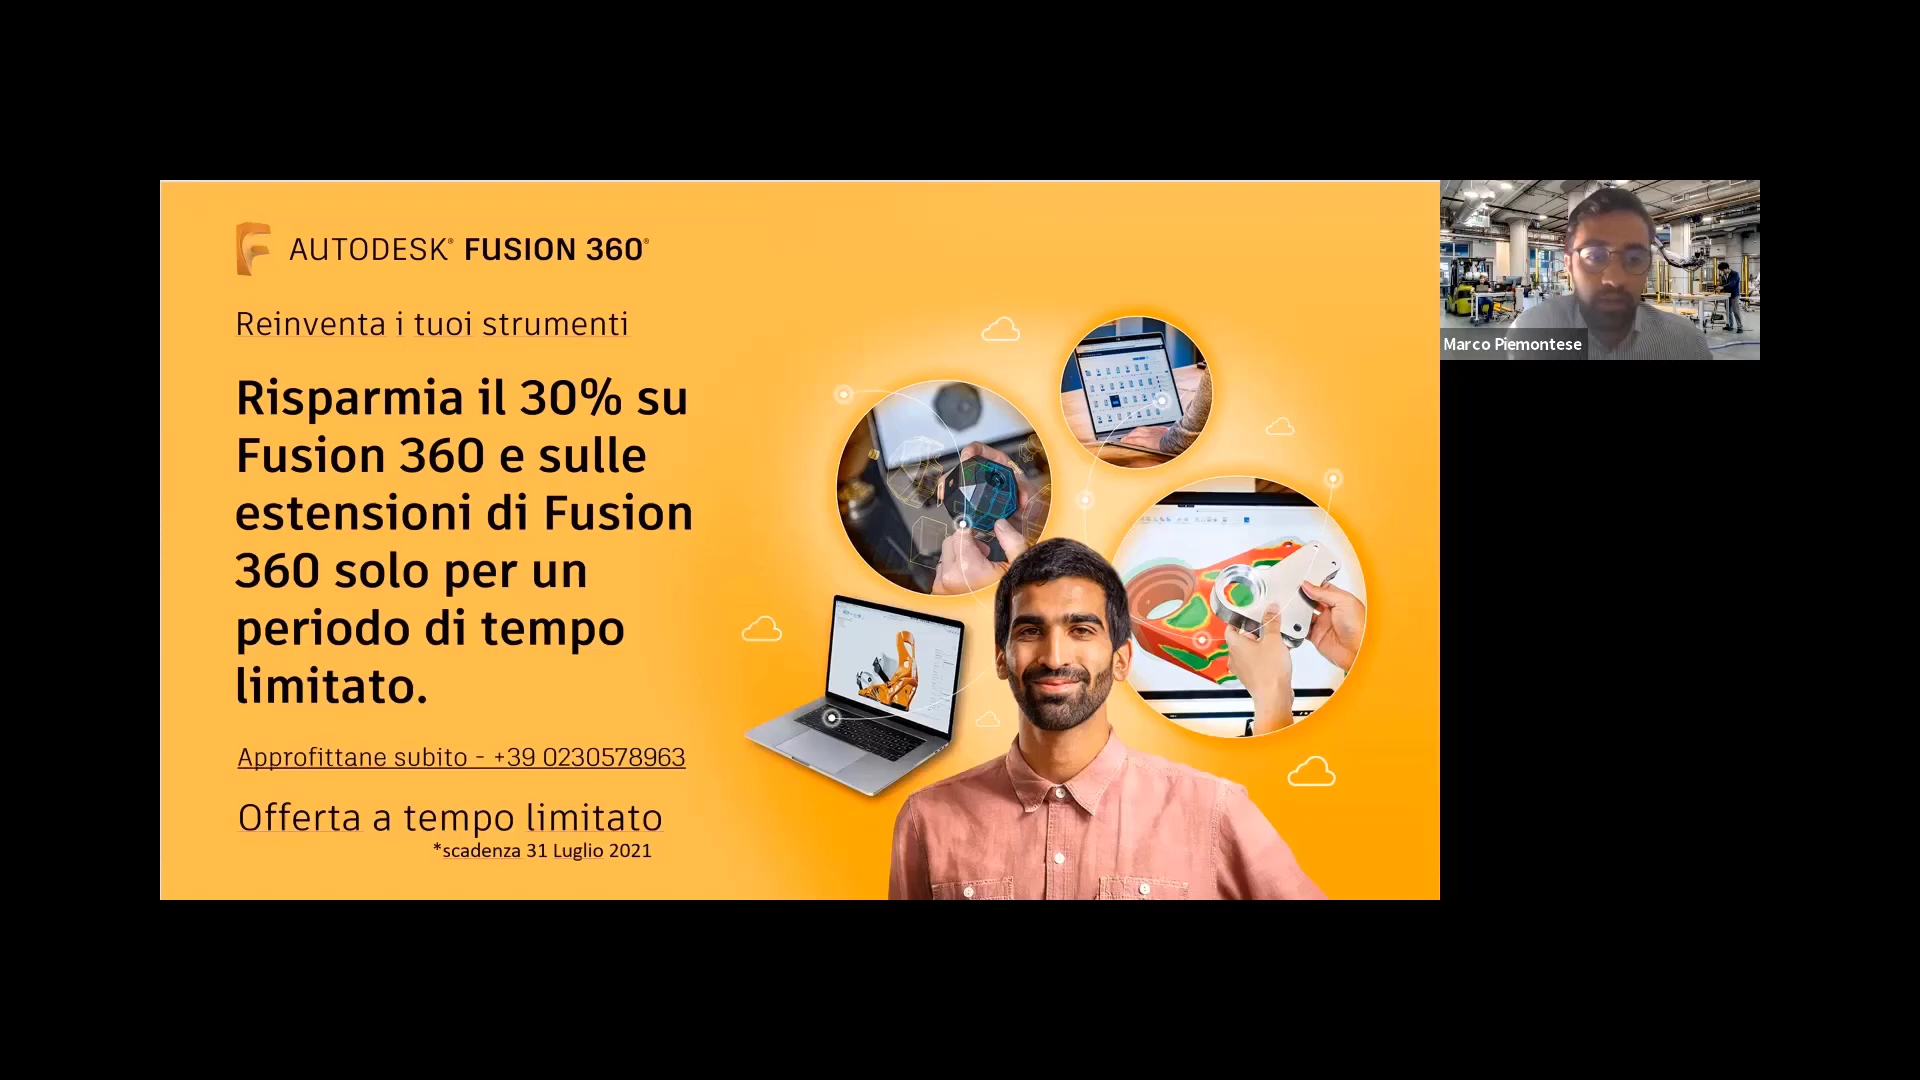 AUTODESK® FUSION 360®
Reinventa i tuoi strumenti
Risparmia il 30% su
Fusion 360 e sulle
estensioni di Fusion
360 solo per un
periodo di tempo
limitato.
Approfittane subito - +39 0230578963
Offerta a tempo limitato
*scadenza 31 Luglio 2021
Marco Piemontese